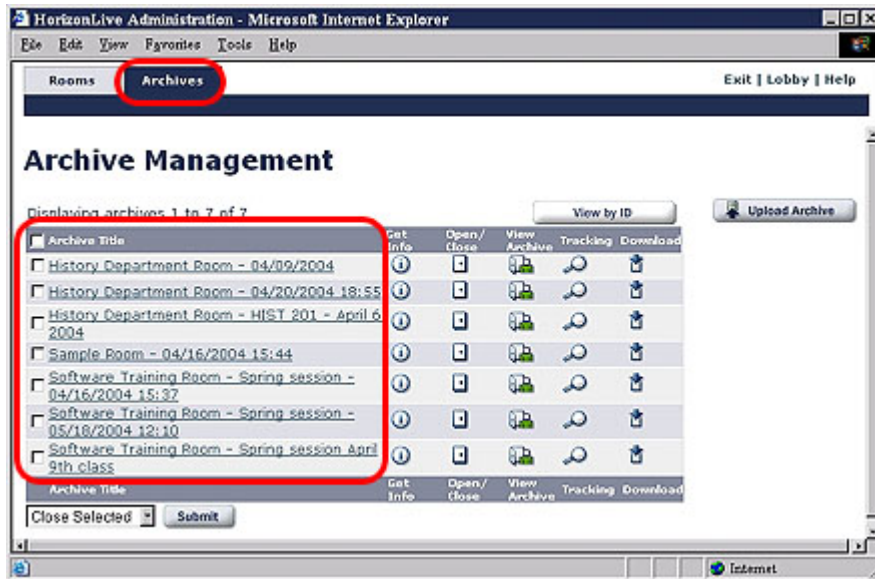 HorizonLive Administration - Microsoft Internet Explorer
File Edit View Favorites Tools Help
Rooms Archives Exit | Lobby | Help
Archive Management
Displaying archives 1 to 7 of 7 View by ID Upload Archive
Archive Title Get Info Open/Close View Archive Tracking Download
History Department Room - 04/09/2004
History Department Room - 04/20/2004 18:55
History Department Room - HIST 201 - April 6
2004
Sample Room - 04/16/2004 15:44
Software Training Room - Spring session -
04/16/2004 15:37
Software Training Room - Spring session -
05/18/2004 12:10
Software Training Room - Spring session April
9th class
Archive Title Get Info Open/Close View Archive Tracking Download
Close Selected Submit
Internet